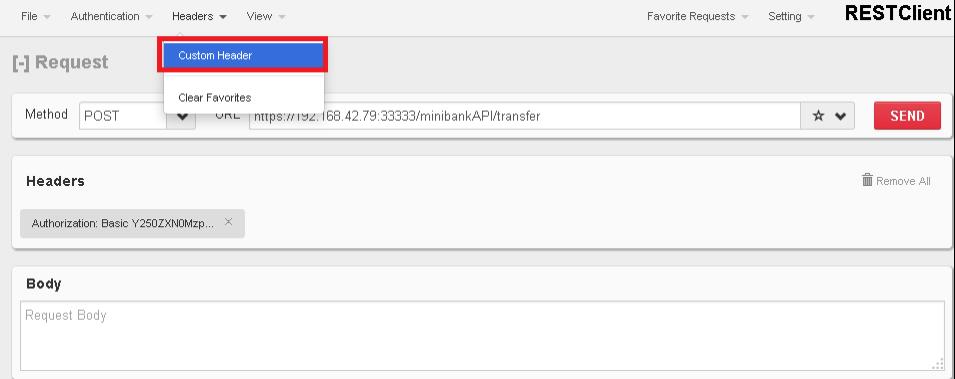 File Authentication Headers View Favorite Requests Setting RESTClient
Custom Header
[-] Request
Clear Favorites
Method POST URL https://192.168.42.79:33333/minibankAPI/transfer SEND
Headers Remove All
Authorization: Basic Y250ZXN0Mzp... ×
Body
Request Body